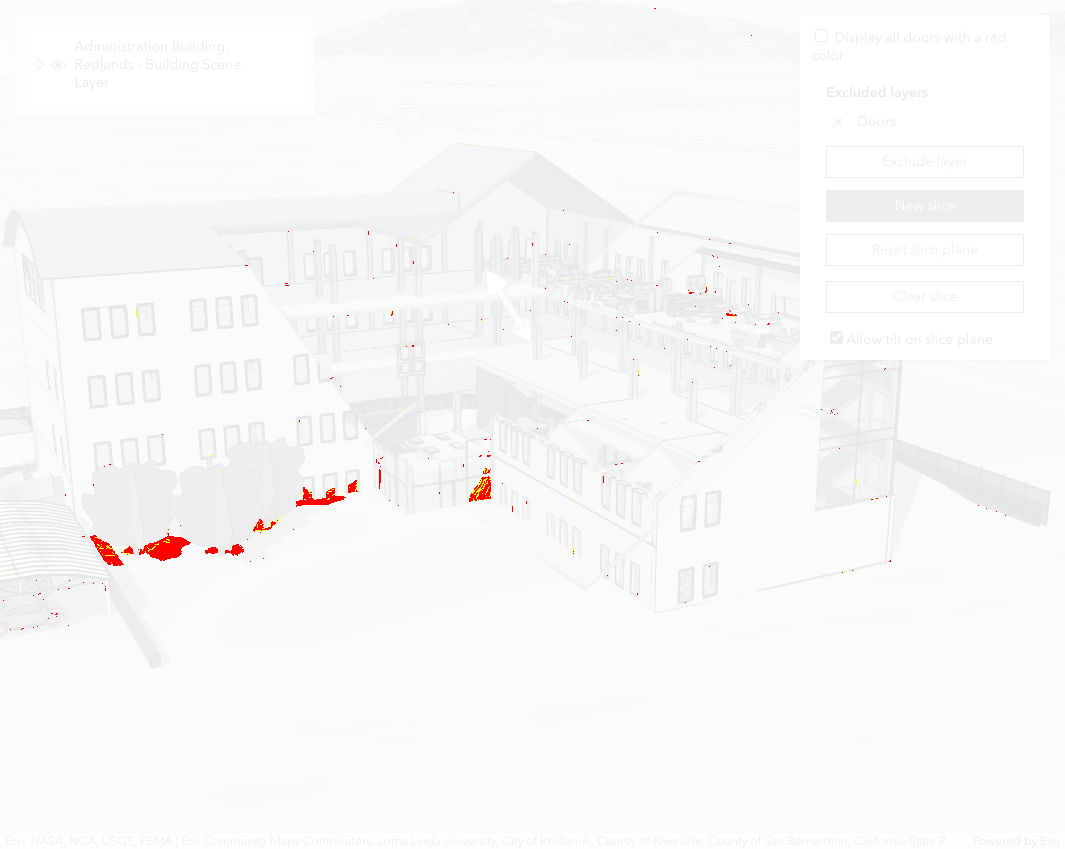 Administration Building,
Redlands - Building Scene
Layer
Display all doors with a red
color
Excluded layers
Doors
Exclude layer
New slice
Reset slice plane
Clear slice
Allow tilt on slice plane
Esri, NASA, NGA, USGS, FEMA | Esri Community Maps Contributors, Loma Linda University, City of Redlands, County of Riverside, County of San Bernardino, California State P... Powered by Esri